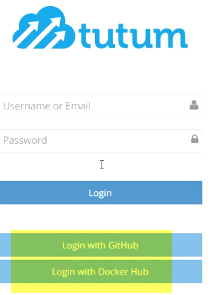 tutum
Username or Email
Password
Login
Login with GitHub
Login with Docker Hub